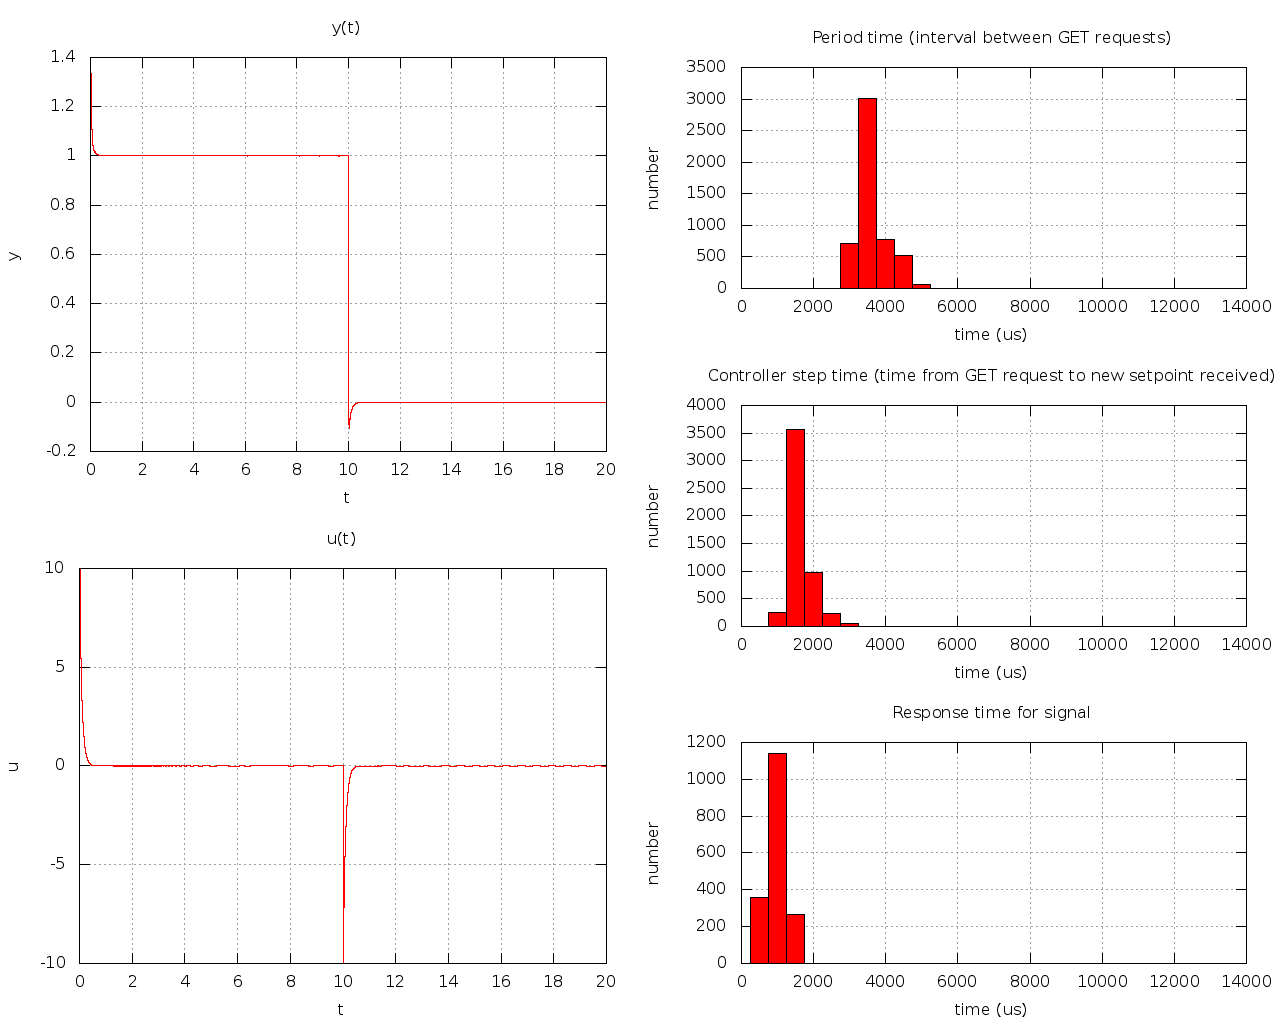 y(t)
1.4
1.2
1
0.8
0.6
0.4
0.2
0
-0.2
y
0 2 4 6 8 10 12 14 16 18 20
t
u(t)
10
5
0
-5
-10
u
0 2 4 6 8 10 12 14 16 18 20
t
Period time (interval between GET requests)
3500
3000
2500
2000
1500
1000
500
0
number
0 2000 4000 6000 8000 10000 12000 14000
time (us)
Controller step time (time from GET request to new setpoint received)
4000
3500
3000
2500
2000
1500
1000
500
0
number
0 2000 4000 6000 8000 10000 12000 14000
time (us)
Response time for signal
1200
1000
800
600
400
200
0
number
0 2000 4000 6000 8000 10000 12000 14000
time (us)